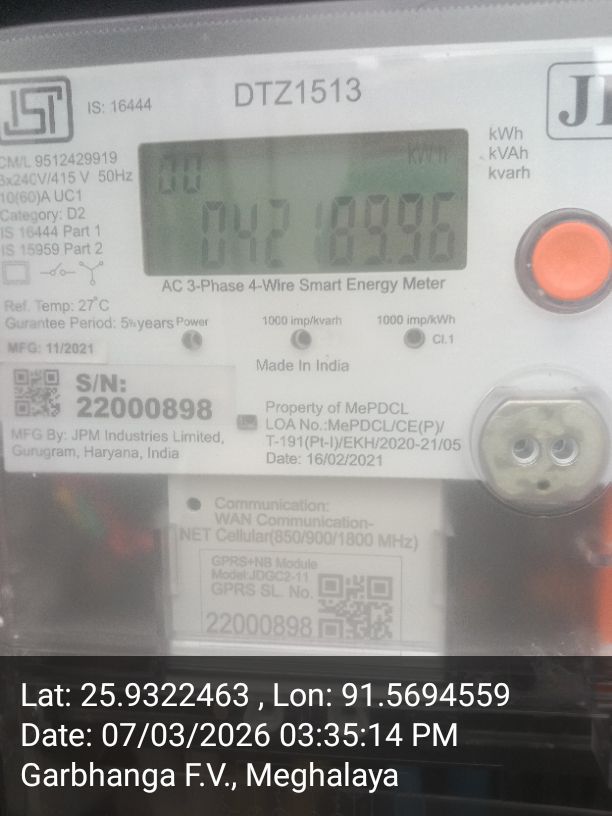 ISI
IS: 16444
DTZ1513
CM/L 9512429919
3x240V/415 V 50Hz
10(60)A UC1
Category: D2
IS 16444 Part 1
IS 15959 Part 2
kWh
00
042189.96
kWh
kVAh
kvarh
AC 3-Phase 4-Wire Smart Energy Meter
Ref. Temp: 27°C
Gurantee Period: 5½years
Power
1000 imp/kvarh
1000 imp/kWh
Cl.1
MFG: 11/2021
Made In India
S/N:
22000898
MFG By: JPM Industries Limited,
Gurugram, Haryana, India
Property of MePDCL
LOA No.:MePDCL/CE(P)/
T-191(Pt-I)/EKH/2020-21/05
Date: 16/02/2021
Communication:
WAN Communication-
NET Cellular(850/900/1800 MHz)
GPRS+NB Module
Model:JDGC2-11
GPRS SL. No.
22000898
Lat: 25.9322463 , Lon: 91.5694559
Date: 07/03/2026 03:35:14 PM
Garbhanga F.V., Meghalaya